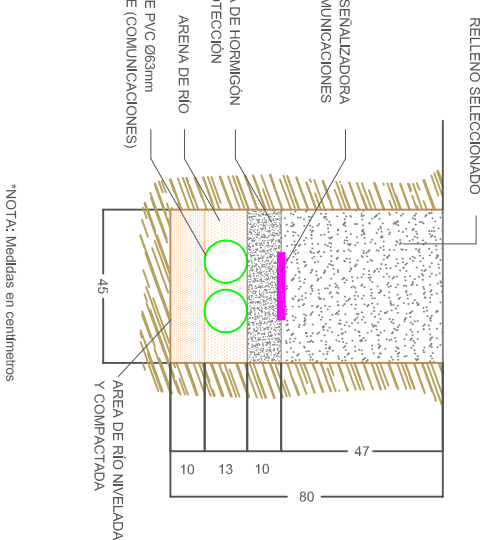 RELLENO SELECCIONADO
SEÑALIZADORA
MUNICACIONES
A DE HORMIGÓN
OTECCIÓN
ARENA DE RÍO
E PVC Ø63mm
E (COMUNICACIONES)
47
80
10
13
10
45
AREA DE RÍO NIVELADA
Y COMPACTADA
*NOTA: Medidas en centímetros